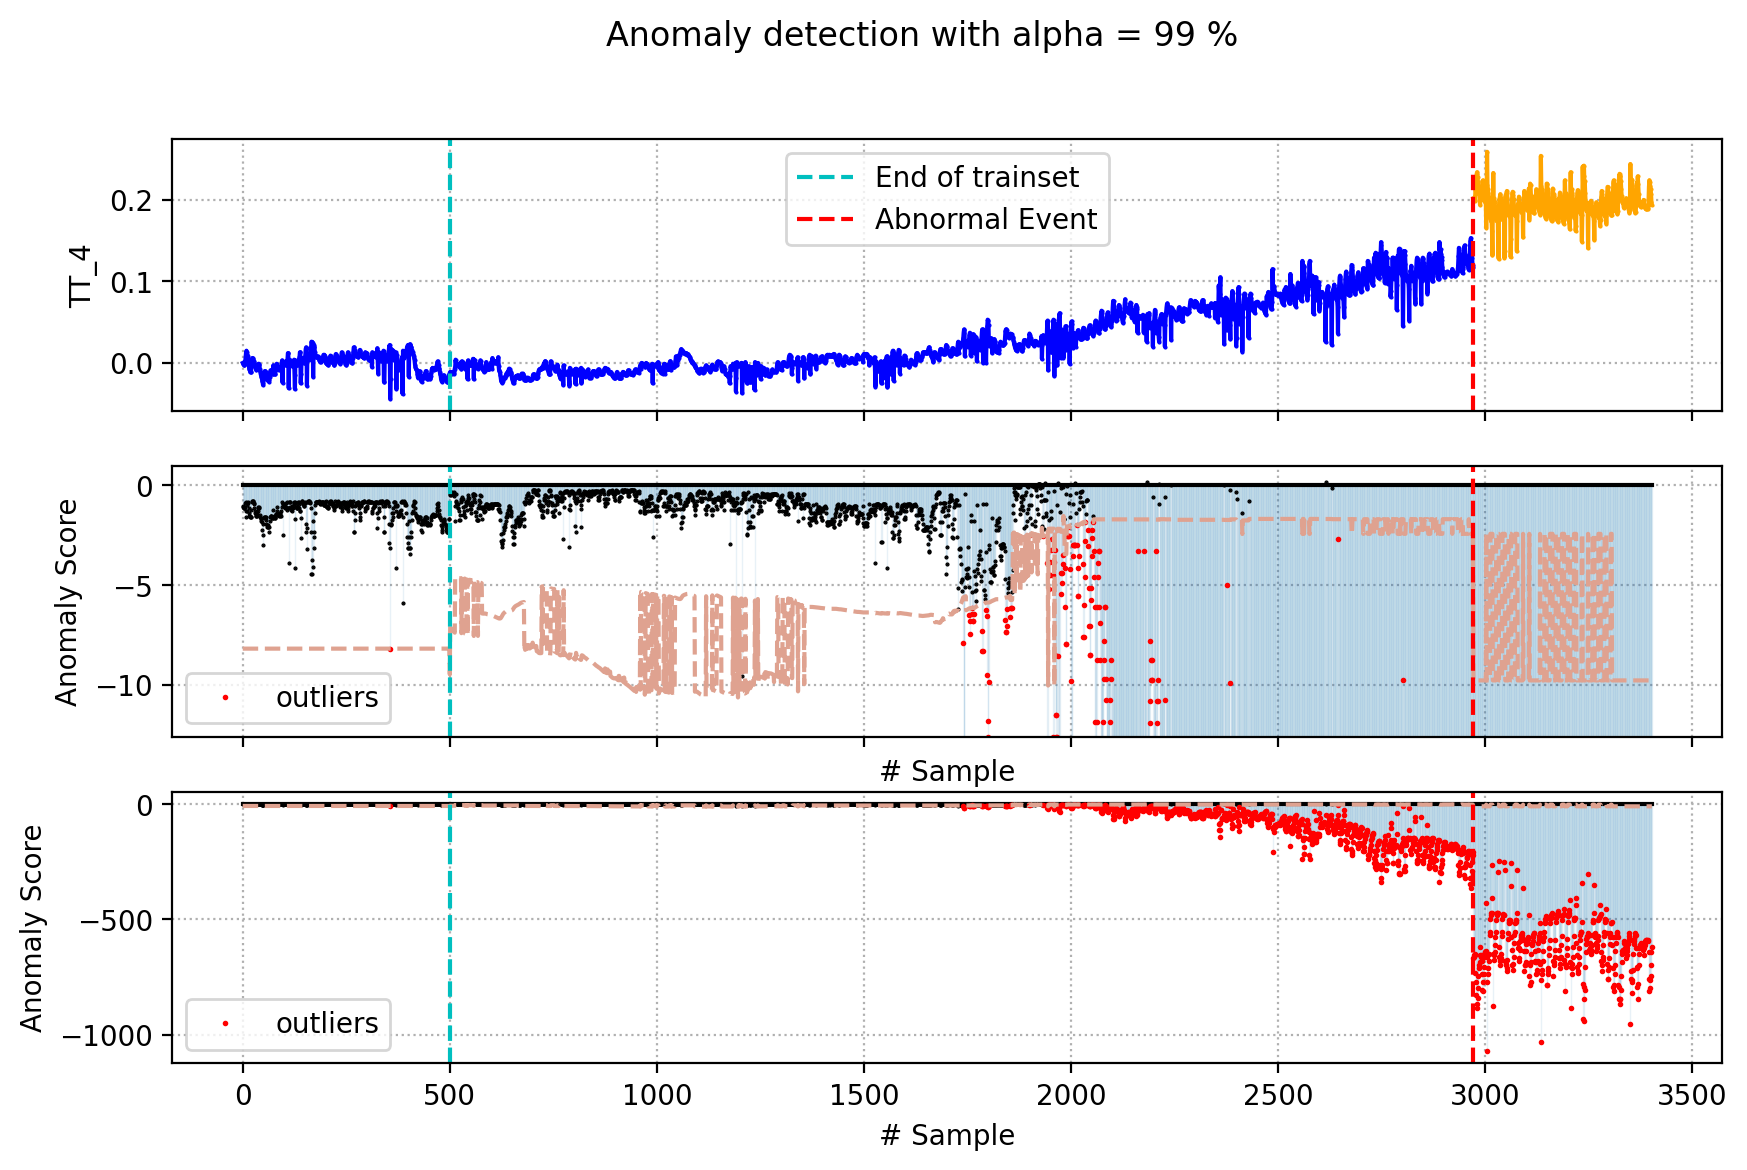 Anomaly detection with alpha = 99 %
TT_4
0.2
0.1
0.0
End of trainset
Abnormal Event
Anomaly Score
0
−5
−10
outliers
# Sample
Anomaly Score
0
−500
−1000
outliers
0 500 1000 1500 2000 2500 3000 3500
# Sample